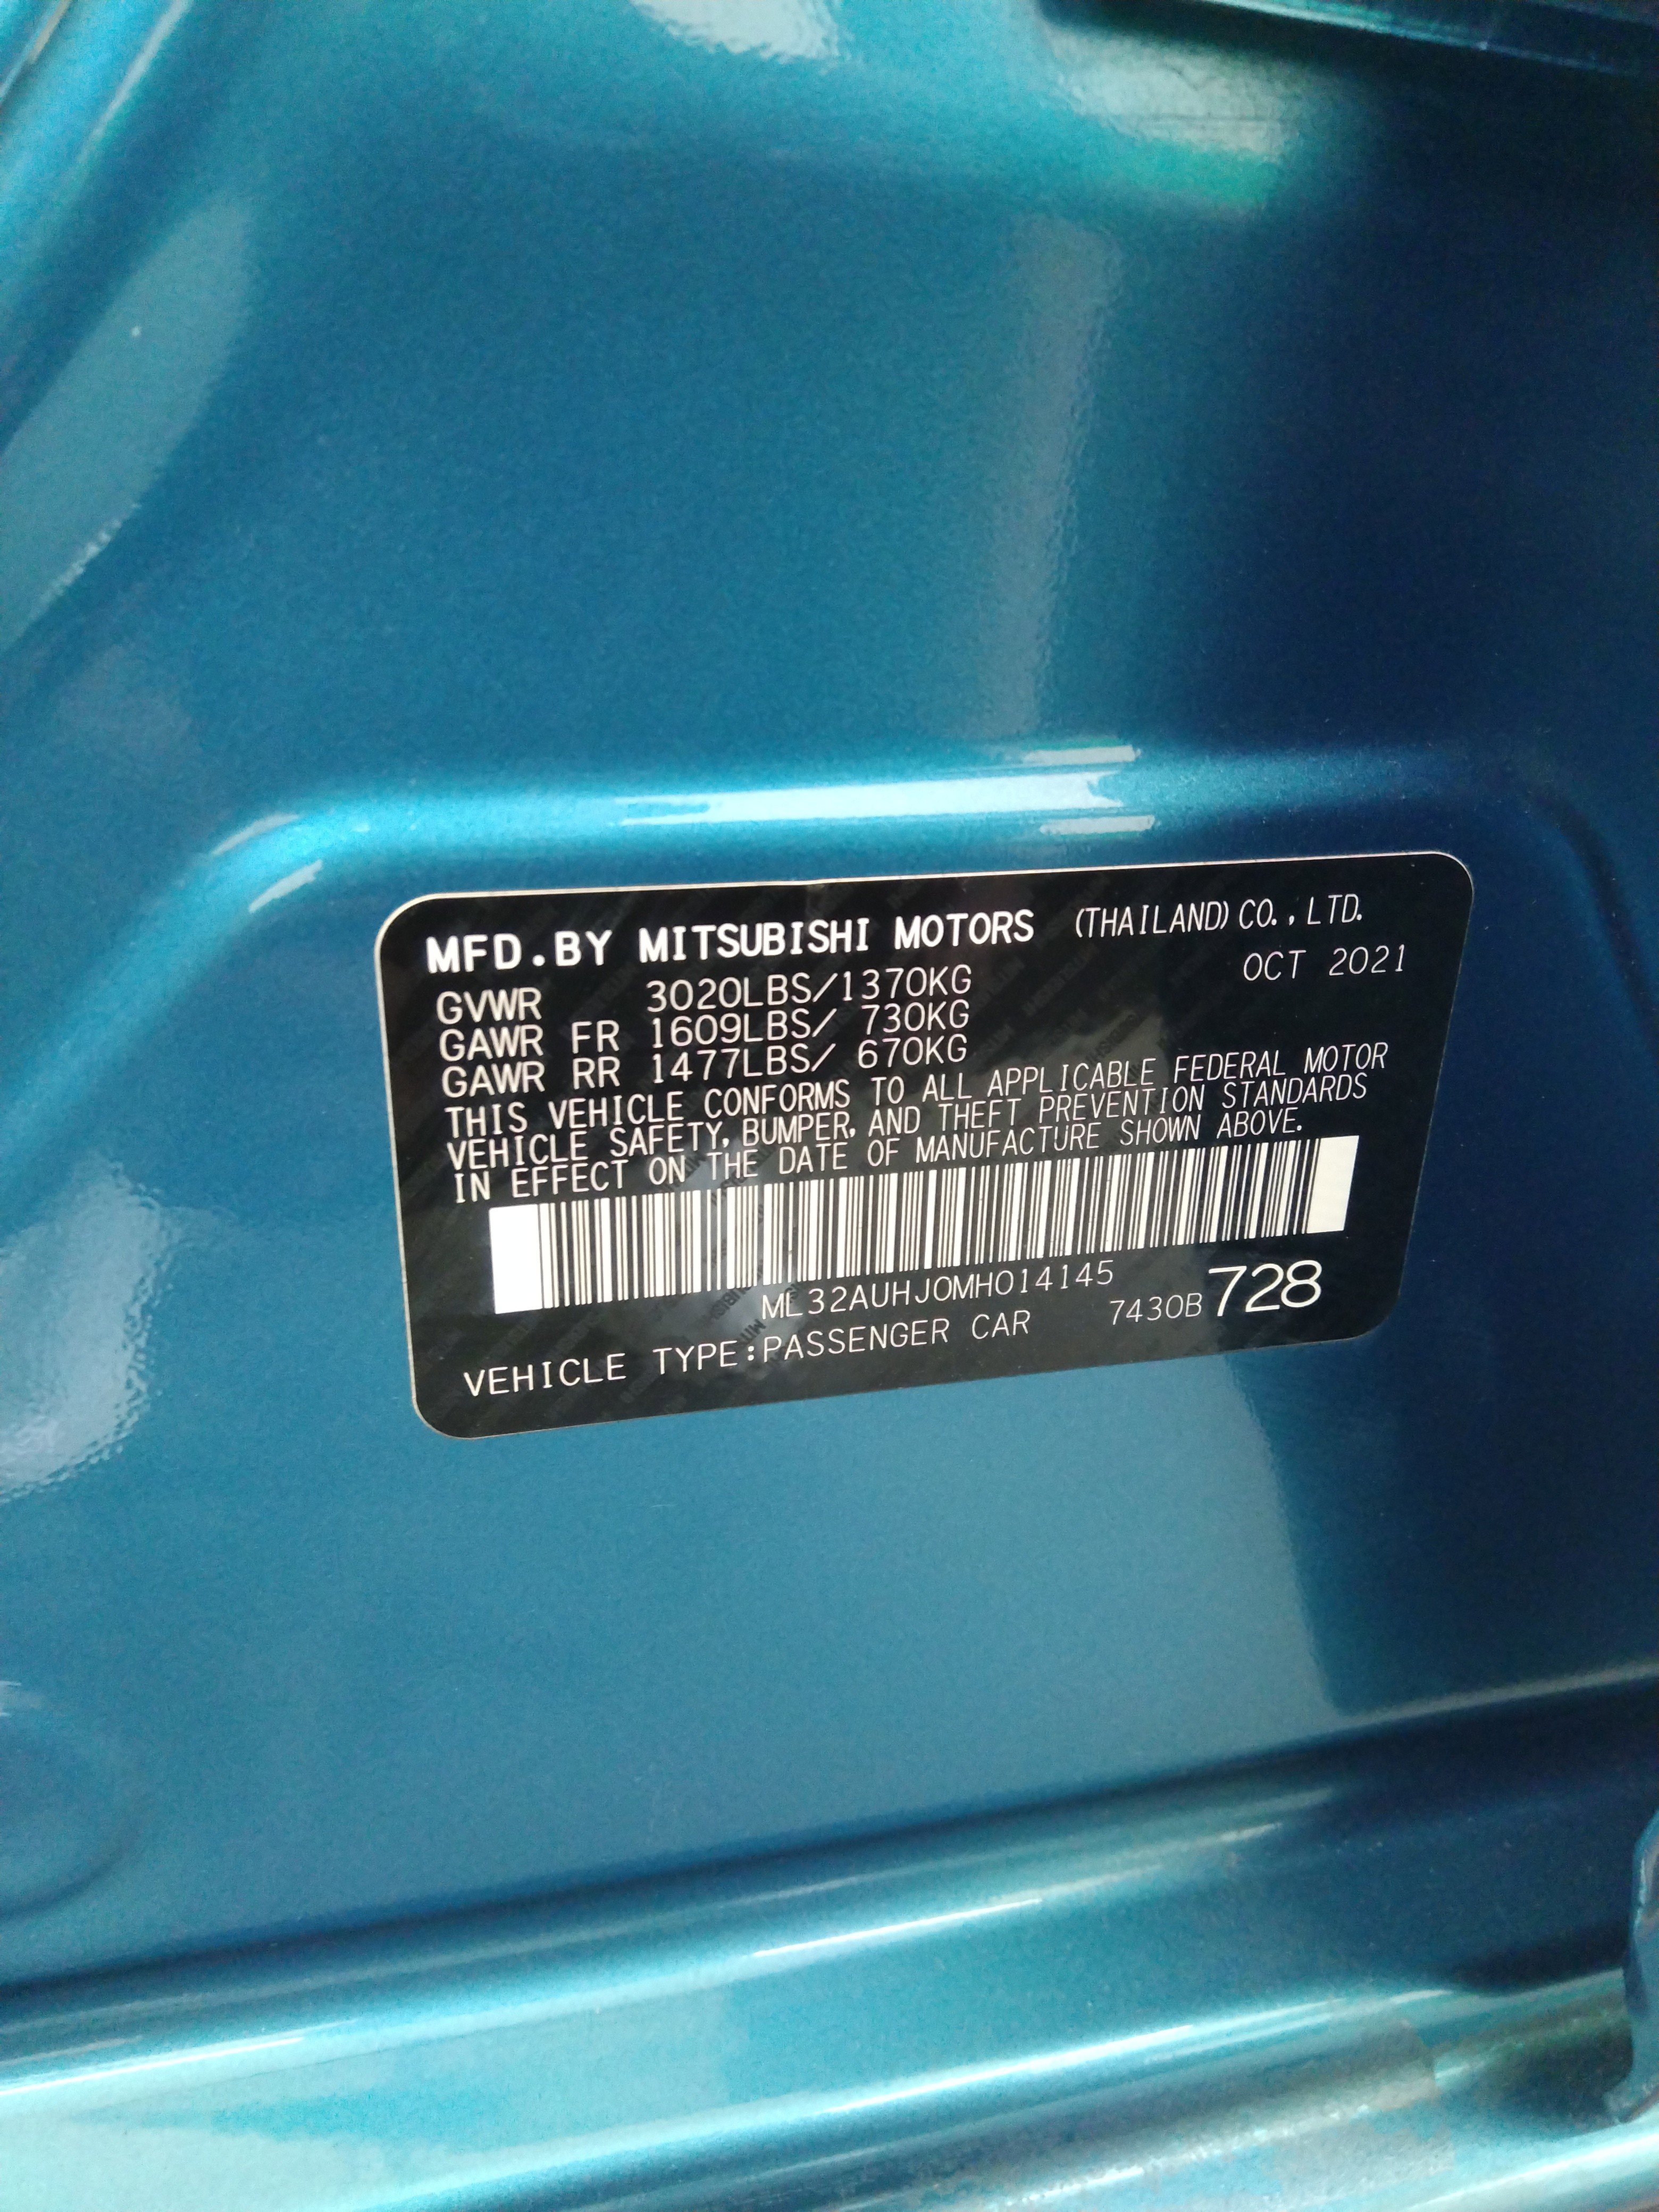 MFD.BY MITSUBISHI MOTORS (THAILAND) CO.,LTD.
OCT 2021
GVWR 3020LBS/1370KG
GAWR FR 1609LBS/ 730KG
GAWR RR 1477LBS/ 670KG
THIS VEHICLE CONFORMS TO ALL APPLICABLE FEDERAL MOTOR
VEHICLE SAFETY, BUMPER, AND THEFT PREVENTION STANDARDS
IN EFFECT ON THE DATE OF MANUFACTURE SHOWN ABOVE.
ML32AUHJ0MH014145
VEHICLE TYPE:PASSENGER CAR 7430B728